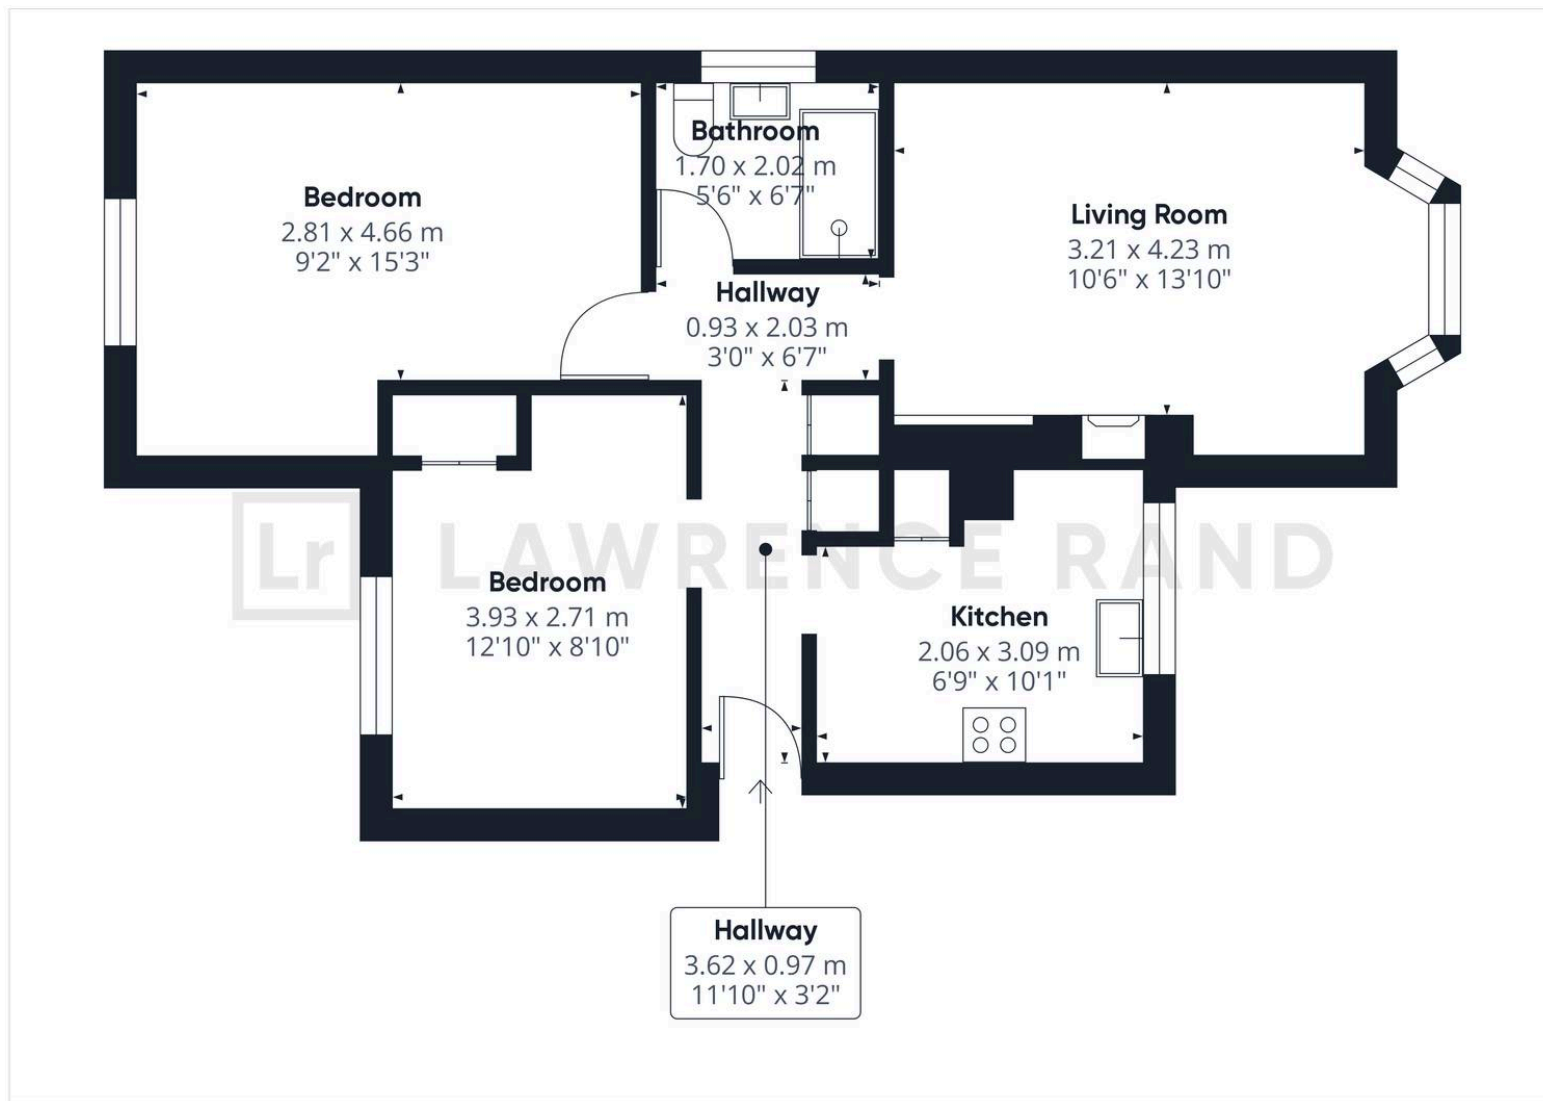 Bathroom
1.70 x 2.02 m
5'6" x 6'7"
Bedroom
2.81 x 4.66 m
9'2" x 15'3"
Living Room
3.21 x 4.23 m
10'6" x 13'10"
Hallway
0.93 x 2.03 m
3'0" x 6'7"
Lr LAWRENCE RAND
Bedroom
3.93 x 2.71 m
12'10" x 8'10"
Kitchen
2.06 x 3.09 m
6'9" x 10'1"
Hallway
3.62 x 0.97 m
11'10" x 3'2"